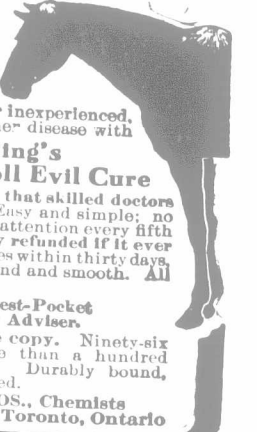 inexperienced,
disease with
ing's
ll Evil Cure
that skilled doctors
Easy and simple; no
attention every fifth
refunded if it ever
es within thirty days,
nd and smooth. All
est-Pocket
Adviser.
copy. Ninety-six
than a hundred
Durably bound,
ed.
OS., Chemists
Toronto, Ontario